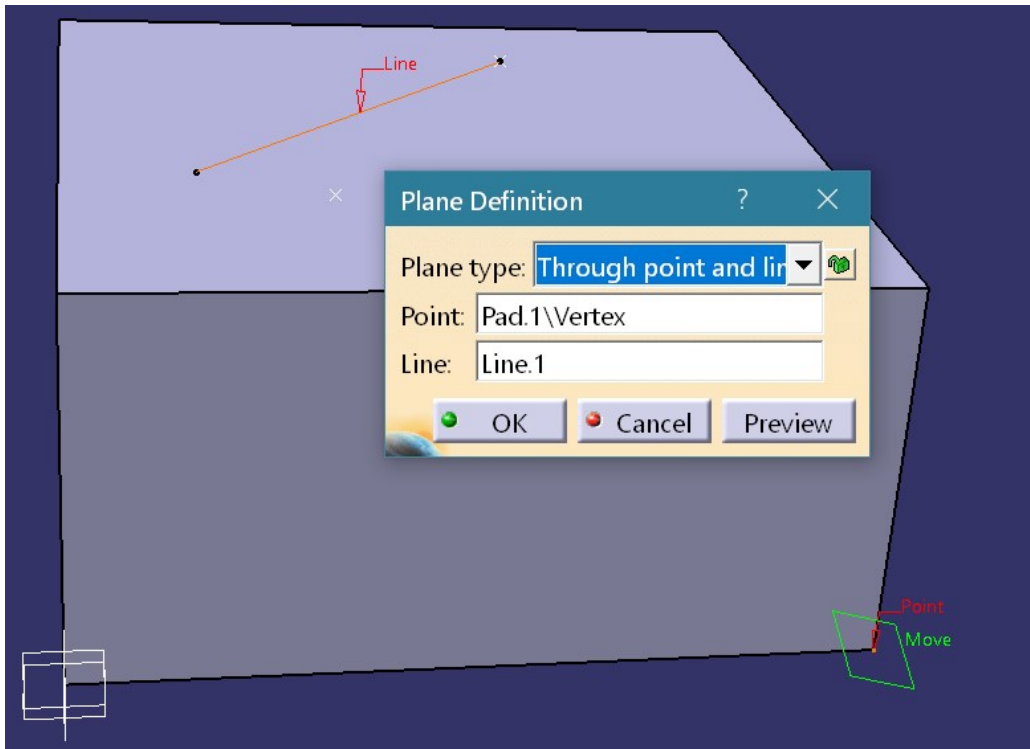 Line
Plane Definition ?
Plane type: Through point and lin
Point: Pad.1\Vertex
Line: Line.1
OK Cancel Preview
Point
Move